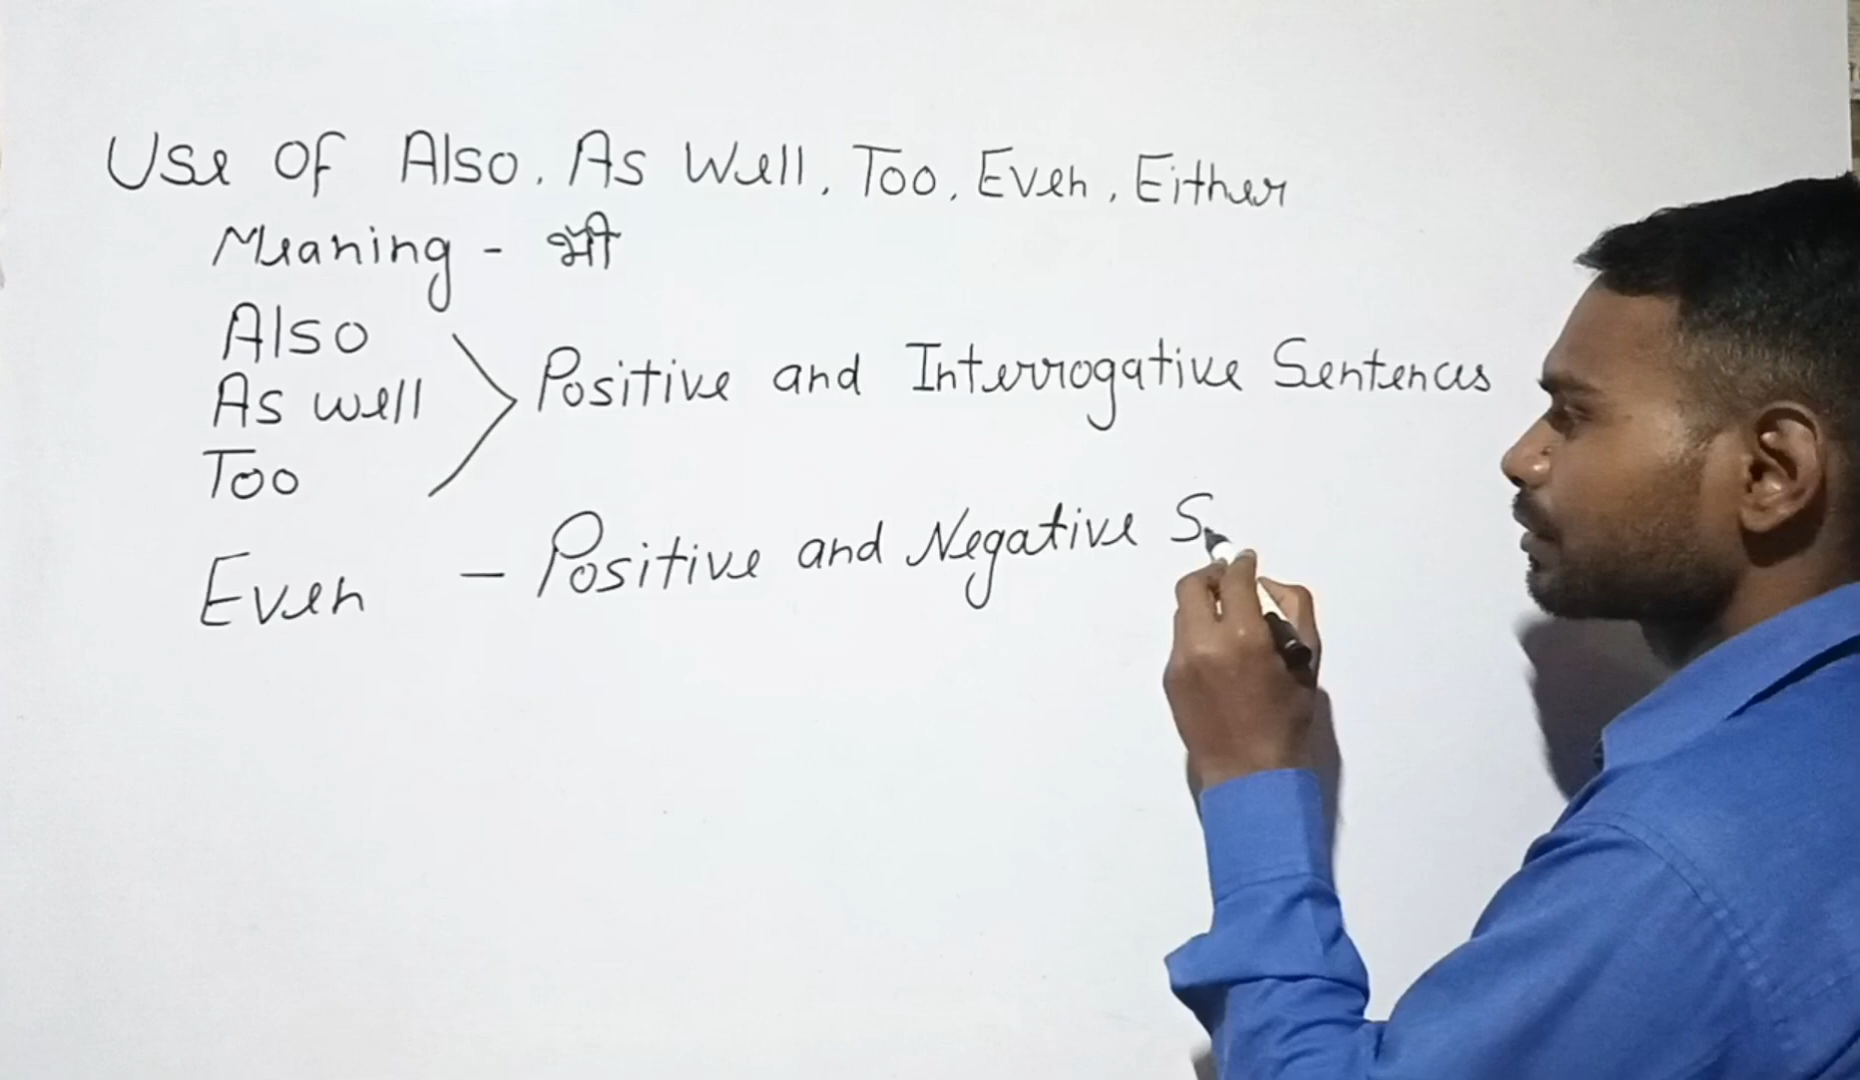 Use Of Also, As Well, Too, Even, Either
Meaning - भी
Also
As well
Too
Positive and Interrogative Sentences
Even - Positive and Negative S